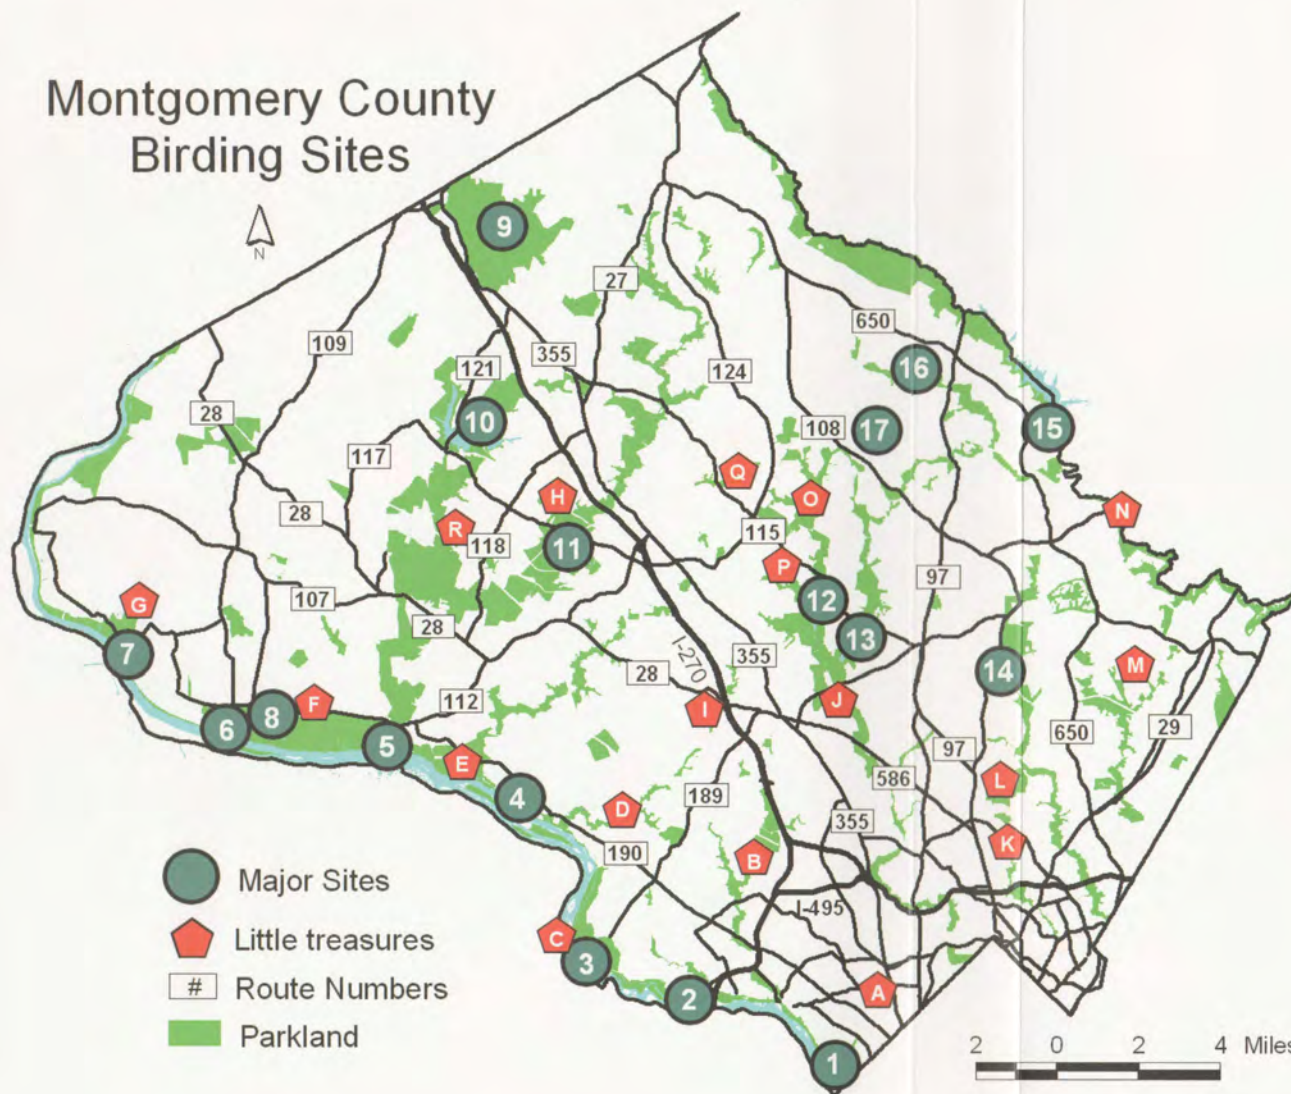 Montgomery County
Birding Sites
N
9
27
109
650
355
121
16
124
28
10
108
17
15
117
Q
H
O
N
28
R
118
115
11
P
97
107
G
12
28
13
7
355
I-270
28
14
M
112
F
I
J
8
6
5
97
650
29
E
586
L
4
189
D
355
K
190
B
Major Sites
I-495
Little treasures
C
3
A
# Route Numbers
2
Parkland
1
2 0 2 4 Miles